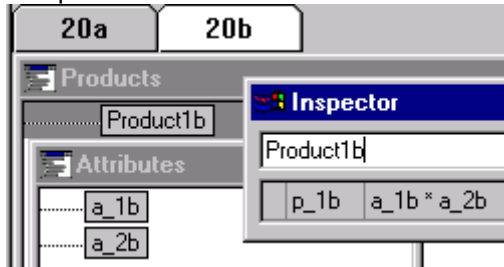 20a 20b
Products
Product1b
Attributes
a_1b
a_2b
Inspector
Product1b
p_1b a_1b * a_2b